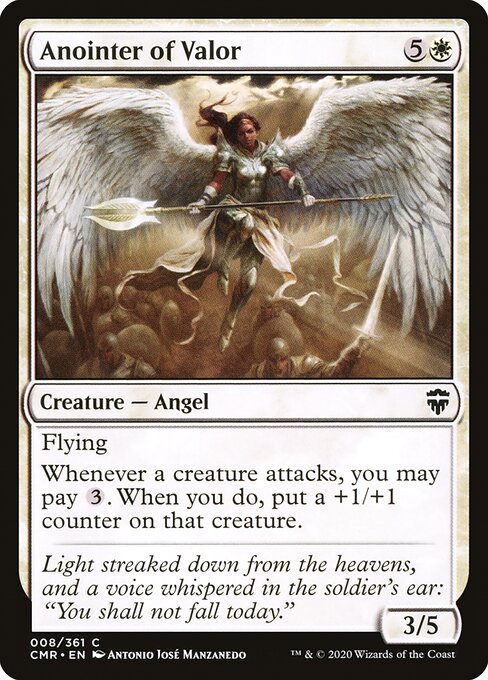 Anointer of Valor 5
Creature — Angel
Flying
Whenever a creature attacks, you may
pay 3. When you do, put a +1/+1
counter on that creature.
Light streaked down from the heavens,
and a voice whispered in the soldier's ear:
"You shall not fall today."
3/5
008/361 C
CMR • EN Antonio José Manzanedo
™ & © 2020 Wizards of the Coast